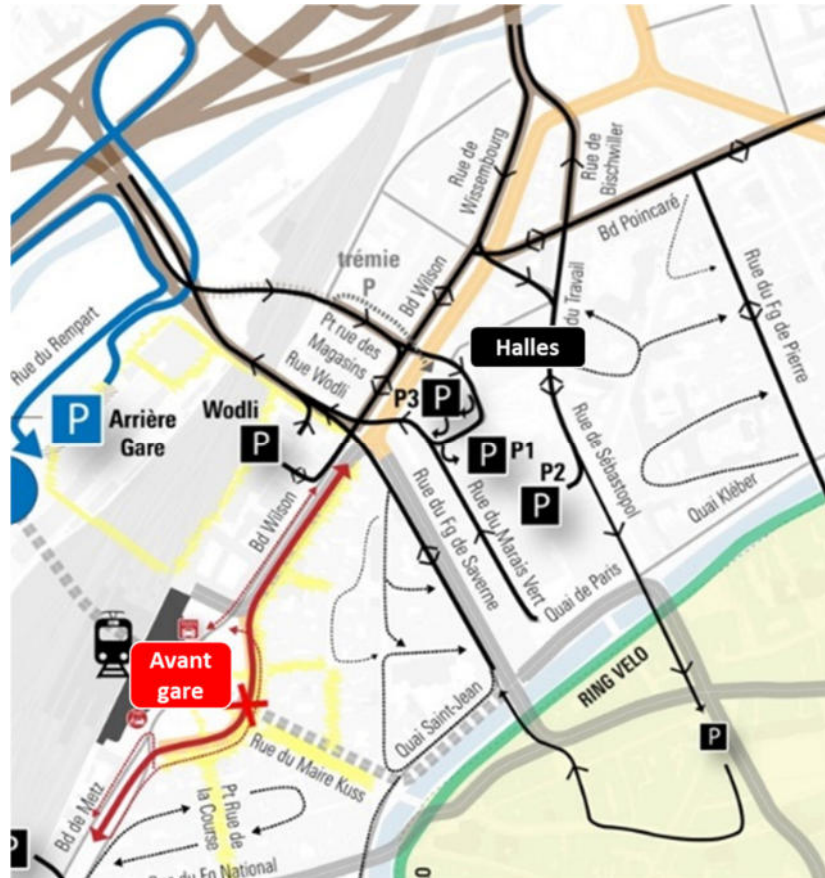 Rue de
Wissembourg
Rue de
Bischwiller
Bd Poincaré
trémie
P
Bd Wilson
Rue du Rempart
Pt rue des
Magasins
Rue Wodli
Halles
du Travail
Rue du Fg de Pierre
P
Arrière
Gare
Wodli
P
P3
P
P
P1
P2
P
Rue de Sébastopol
Quai Kléber
Bd Wilson
Rue du Fg de Saverne
Rue du Marais Vert
Quai de Paris
Avant
gare
RING VELO
Quai Saint-Jean
Rue du Maire Kuss
P
Bd de Metz
Pt Rue de
la Course
Rue du Fg National